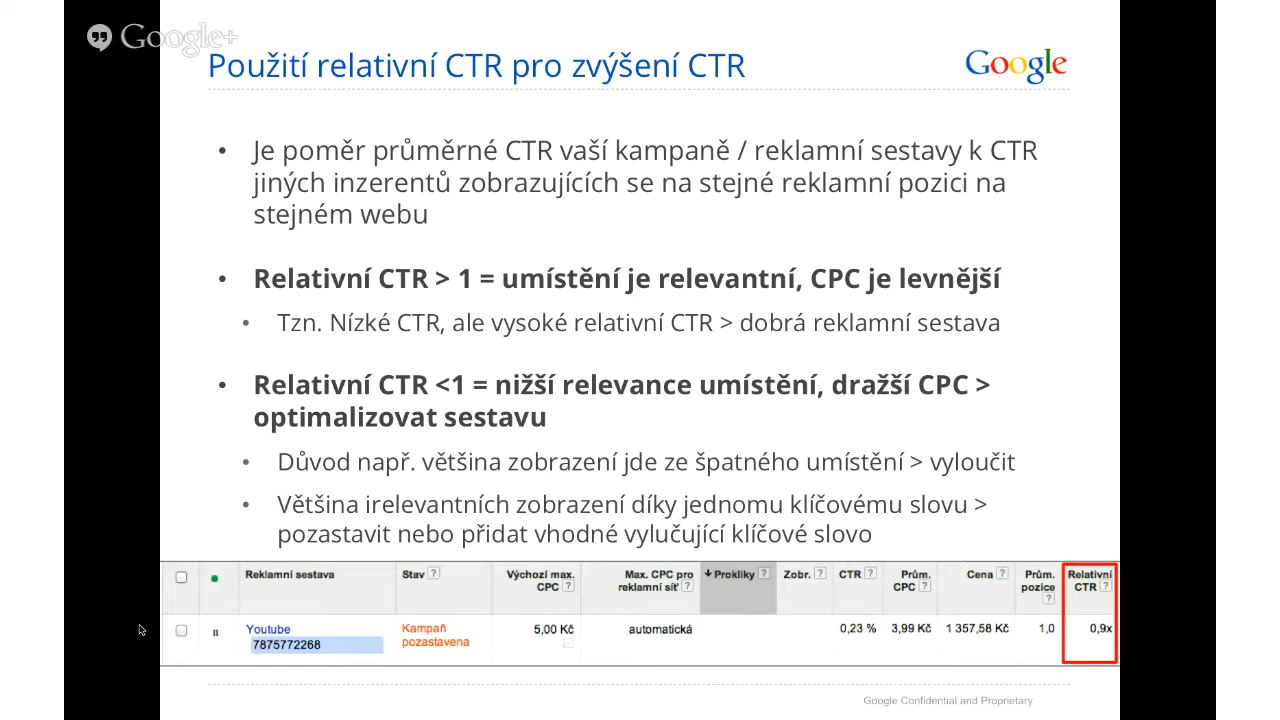 Google+
Použití relativní CTR pro zvýšení CTR
Google
• Je poměr průměrné CTR vaší kampaně / reklamní sestavy k CTR
jiných inzerentů zobrazujících se na stejné reklamní pozici na
stejném webu
• Relativní CTR > 1 = umístění je relevantní, CPC je levnější
• Tzn. Nízké CTR, ale vysoké relativní CTR > dobrá reklamní sestava
• Relativní CTR <1 = nižší relevance umístění, dražší CPC >
optimalizovat sestavu
• Důvod např. většina zobrazení jde ze špatného umístění > vyloučit
• Většina irelevantních zobrazení díky jednomu klíčovému slovu >
pozastavit nebo přidat vhodné vylučující klíčové slovo
Reklamní sestava Stav ? Výchozí max. CPC ? Max. CPC pro reklamní síť ? Prokliky ? Zobr. ? CTR ? Prům. CPC ? Cena ? Prům. pozice ? Relativní CTR ?
Youtube 7875772268 Kampaň pozastavena 5,00 Kč automatická 0,23 % 3,99 Kč 1 357,58 Kč 1,0 0,9x
Google Confidential and Proprietary